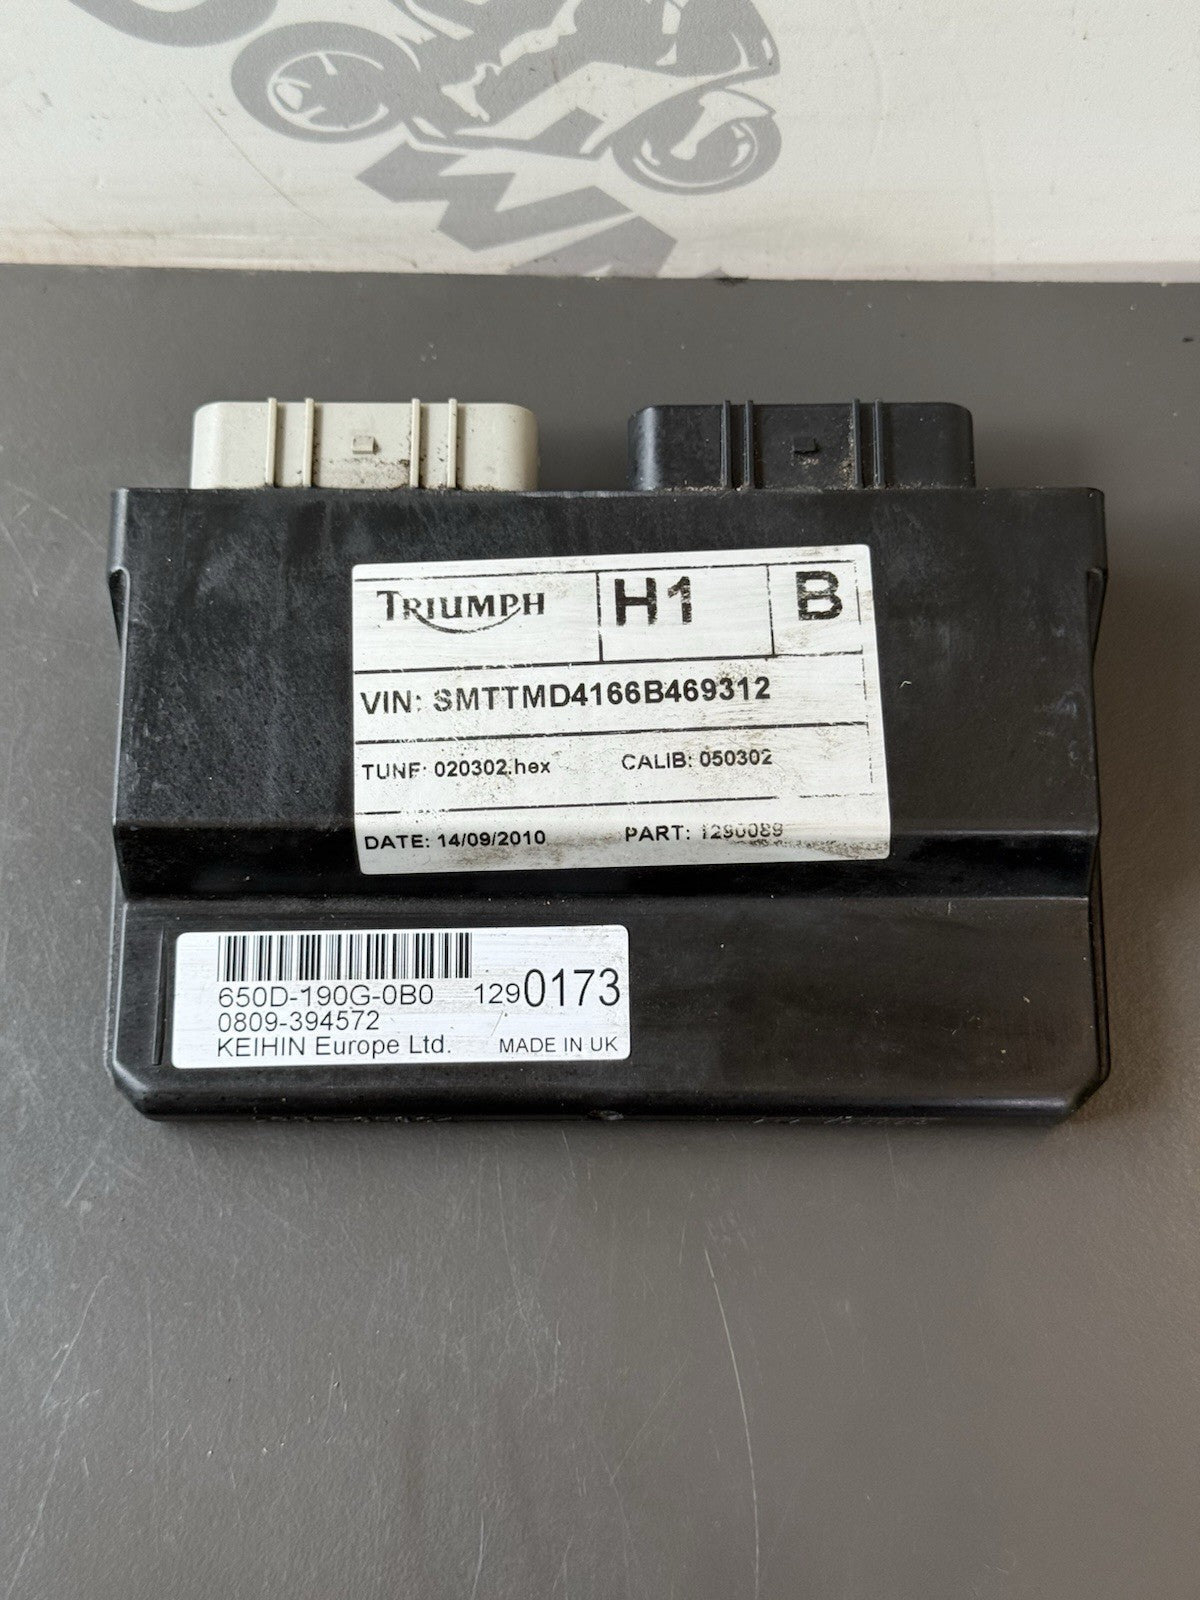 TRIUMPH H1 B
VIN: SMTTMD4166B469312
TUNE: 020302.hex CALIB: 050302
DATE: 14/09/2010 PART: 1290089
650D-190G-0B0 1290173
0809-394572
KEIHIN Europe Ltd. MADE IN UK